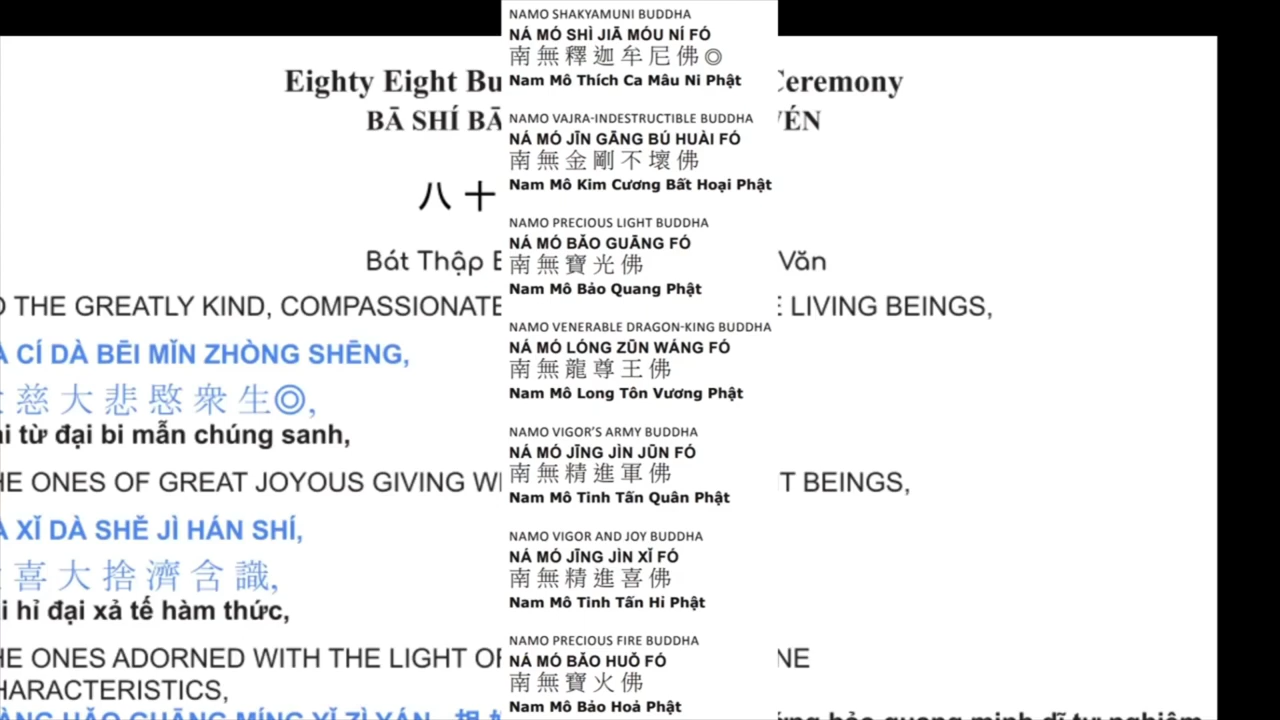 NAMO SHAKYAMUNI BUDDHA
NÁ MÓ SHÌ JIĀ MÓU NÍ FÓ
南無釋迦牟尼佛◎
Nam Mô Thích Ca Mâu Ni Phật
NAMO VAJRA-INDESTRUCTIBLE BUDDHA
NÁ MÓ JĪN GĀNG BÚ HUÀI FÓ
南無金剛不壞佛
Nam Mô Kim Cương Bất Hoại Phật
NAMO PRECIOUS LIGHT BUDDHA
NÁ MÓ BǍO GUĀNG FÓ
南無寶光佛
Nam Mô Bảo Quang Phật
NAMO VENERABLE DRAGON-KING BUDDHA
NÁ MÓ LÓNG ZŪN WÁNG FÓ
南無龍尊王佛
Nam Mô Long Tôn Vương Phật
NAMO VIGOR’S ARMY BUDDHA
NÁ MÓ JĪNG JÌN JŪN FÓ
南無精進軍佛
Nam Mô Tinh Tấn Quân Phật
NAMO VIGOR AND JOY BUDDHA
NÁ MÓ JĪNG JÌN XǏ FÓ
南無精進喜佛
Nam Mô Tinh Tấn Hỉ Phật
NAMO PRECIOUS FIRE BUDDHA
NÁ MÓ BǍO HUǑ FÓ
南無寶火佛
Nam Mô Bảo Hoả Phật
Eighty Eight Bu Ceremony
BĀ SHÍ BĀ VÉN
八十
Bát Thập Văn
THE GREATLY KIND, COMPASSIONATE LIVING BEINGS,
CÍ DÀ BĒI MǏN ZHÒNG SHĒNG,
慈大悲愍衆生◎,
từ đại bi mẫn chúng sanh,
ONES OF GREAT JOYOUS GIVING BEINGS,
XǏ DÀ SHĚ JÌ HÁN SHÍ,
喜大捨濟含識,
hỉ đại xả tế hàm thức,
ONES ADORNED WITH THE LIGHT
HARACTERISTICS,
HǍO GUĀNG MÍNG YǏ ZÌ YÁN